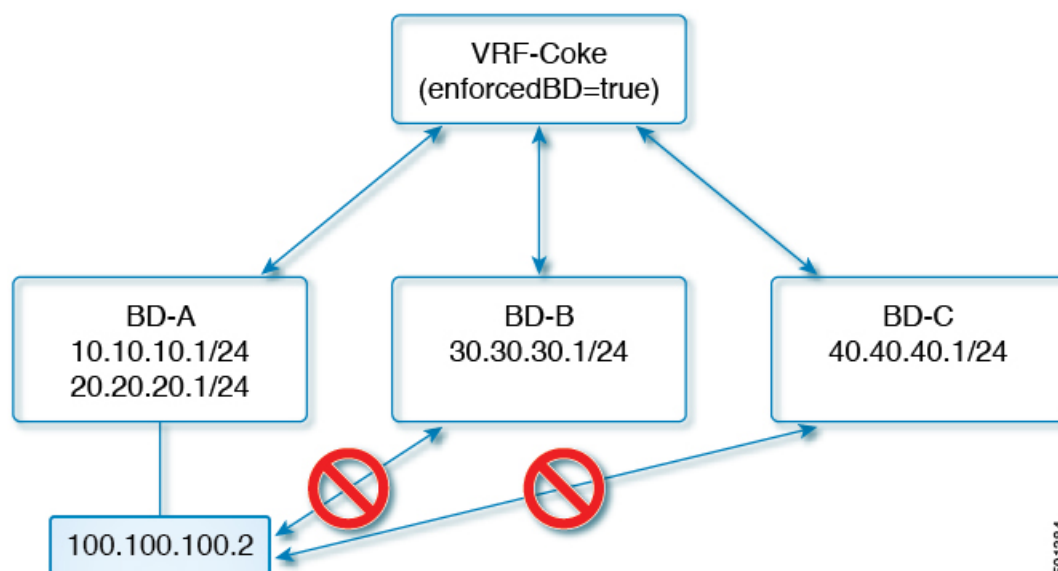 VRF-Coke
(enforcedBD=true)
BD-A
10.10.10.1/24
20.20.20.1/24
BD-B
30.30.30.1/24
BD-C
40.40.40.1/24
100.100.100.2